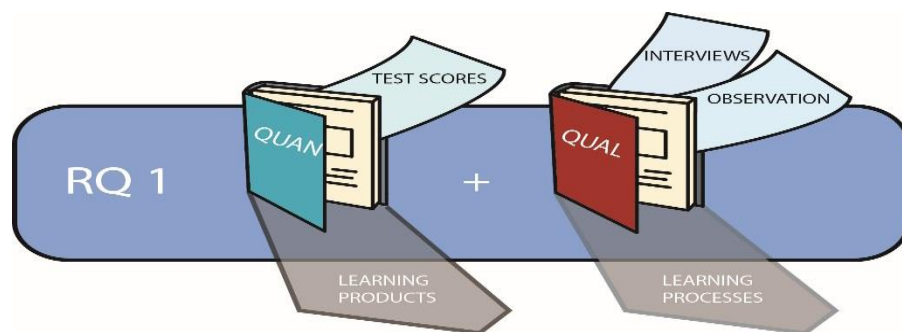 TEST SCORES
INTERVIEWS
OBSERVATION
QUAN
QUAL
RQ 1
+
LEARNING
PRODUCTS
LEARNING
PROCESSES